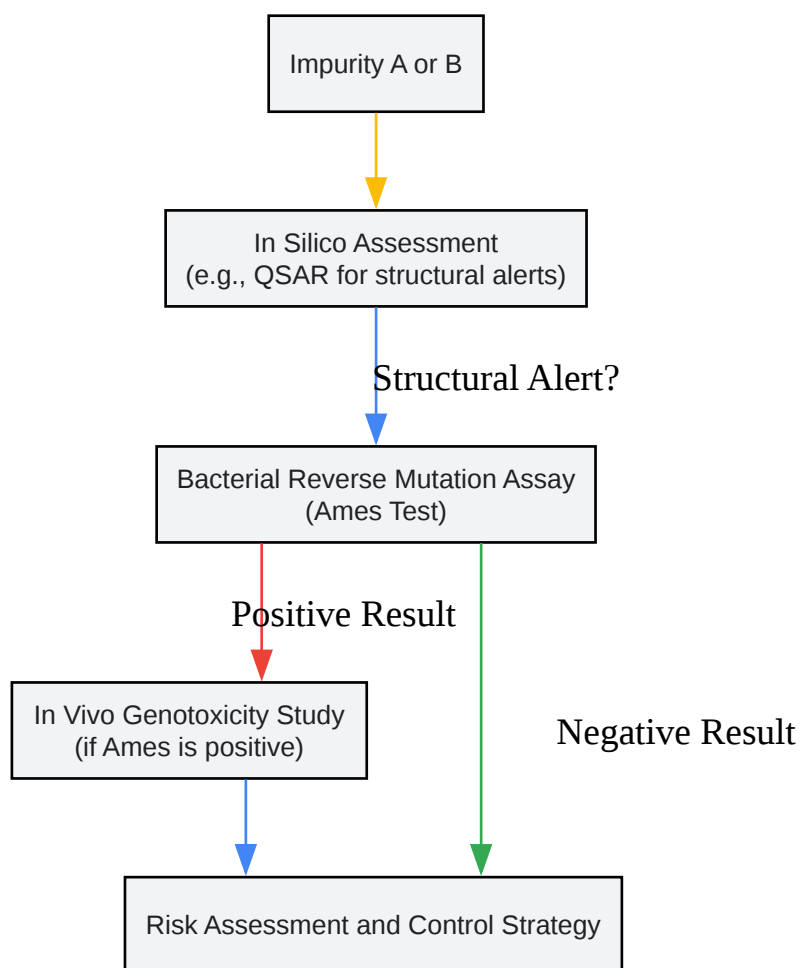 Impurity A or B
In Silico Assessment
(e.g., QSAR for structural alerts)
Structural Alert?
Bacterial Reverse Mutation Assay
(Ames Test)
Positive Result
In Vivo Genotoxicity Study
(if Ames is positive)
Negative Result
Risk Assessment and Control Strategy